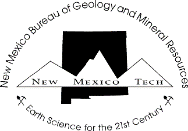 New Mexico Bureau of Geology and Mineral Resources
New Mexico Tech
Earth Science for the 21st Century